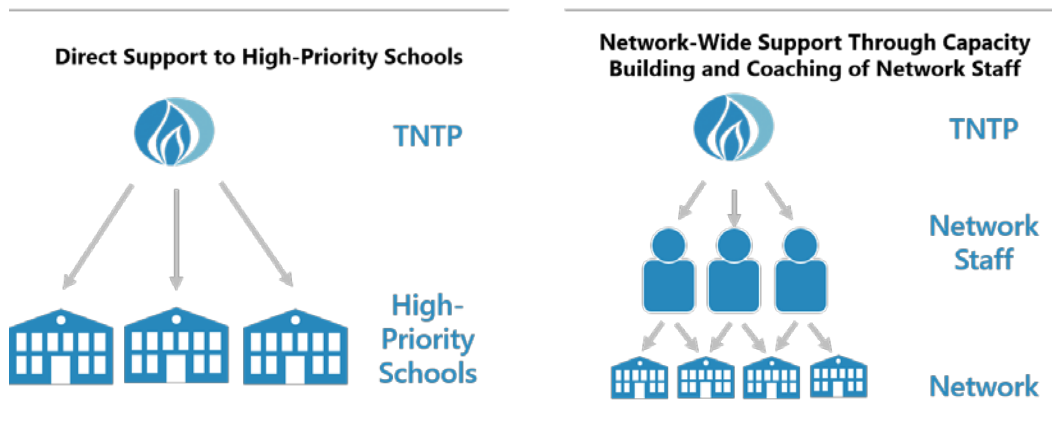 Direct Support to High-Priority Schools
TNTP
High-
Priority
Schools
Network-Wide Support Through Capacity
Building and Coaching of Network Staff
TNTP
Network
Staff
Network